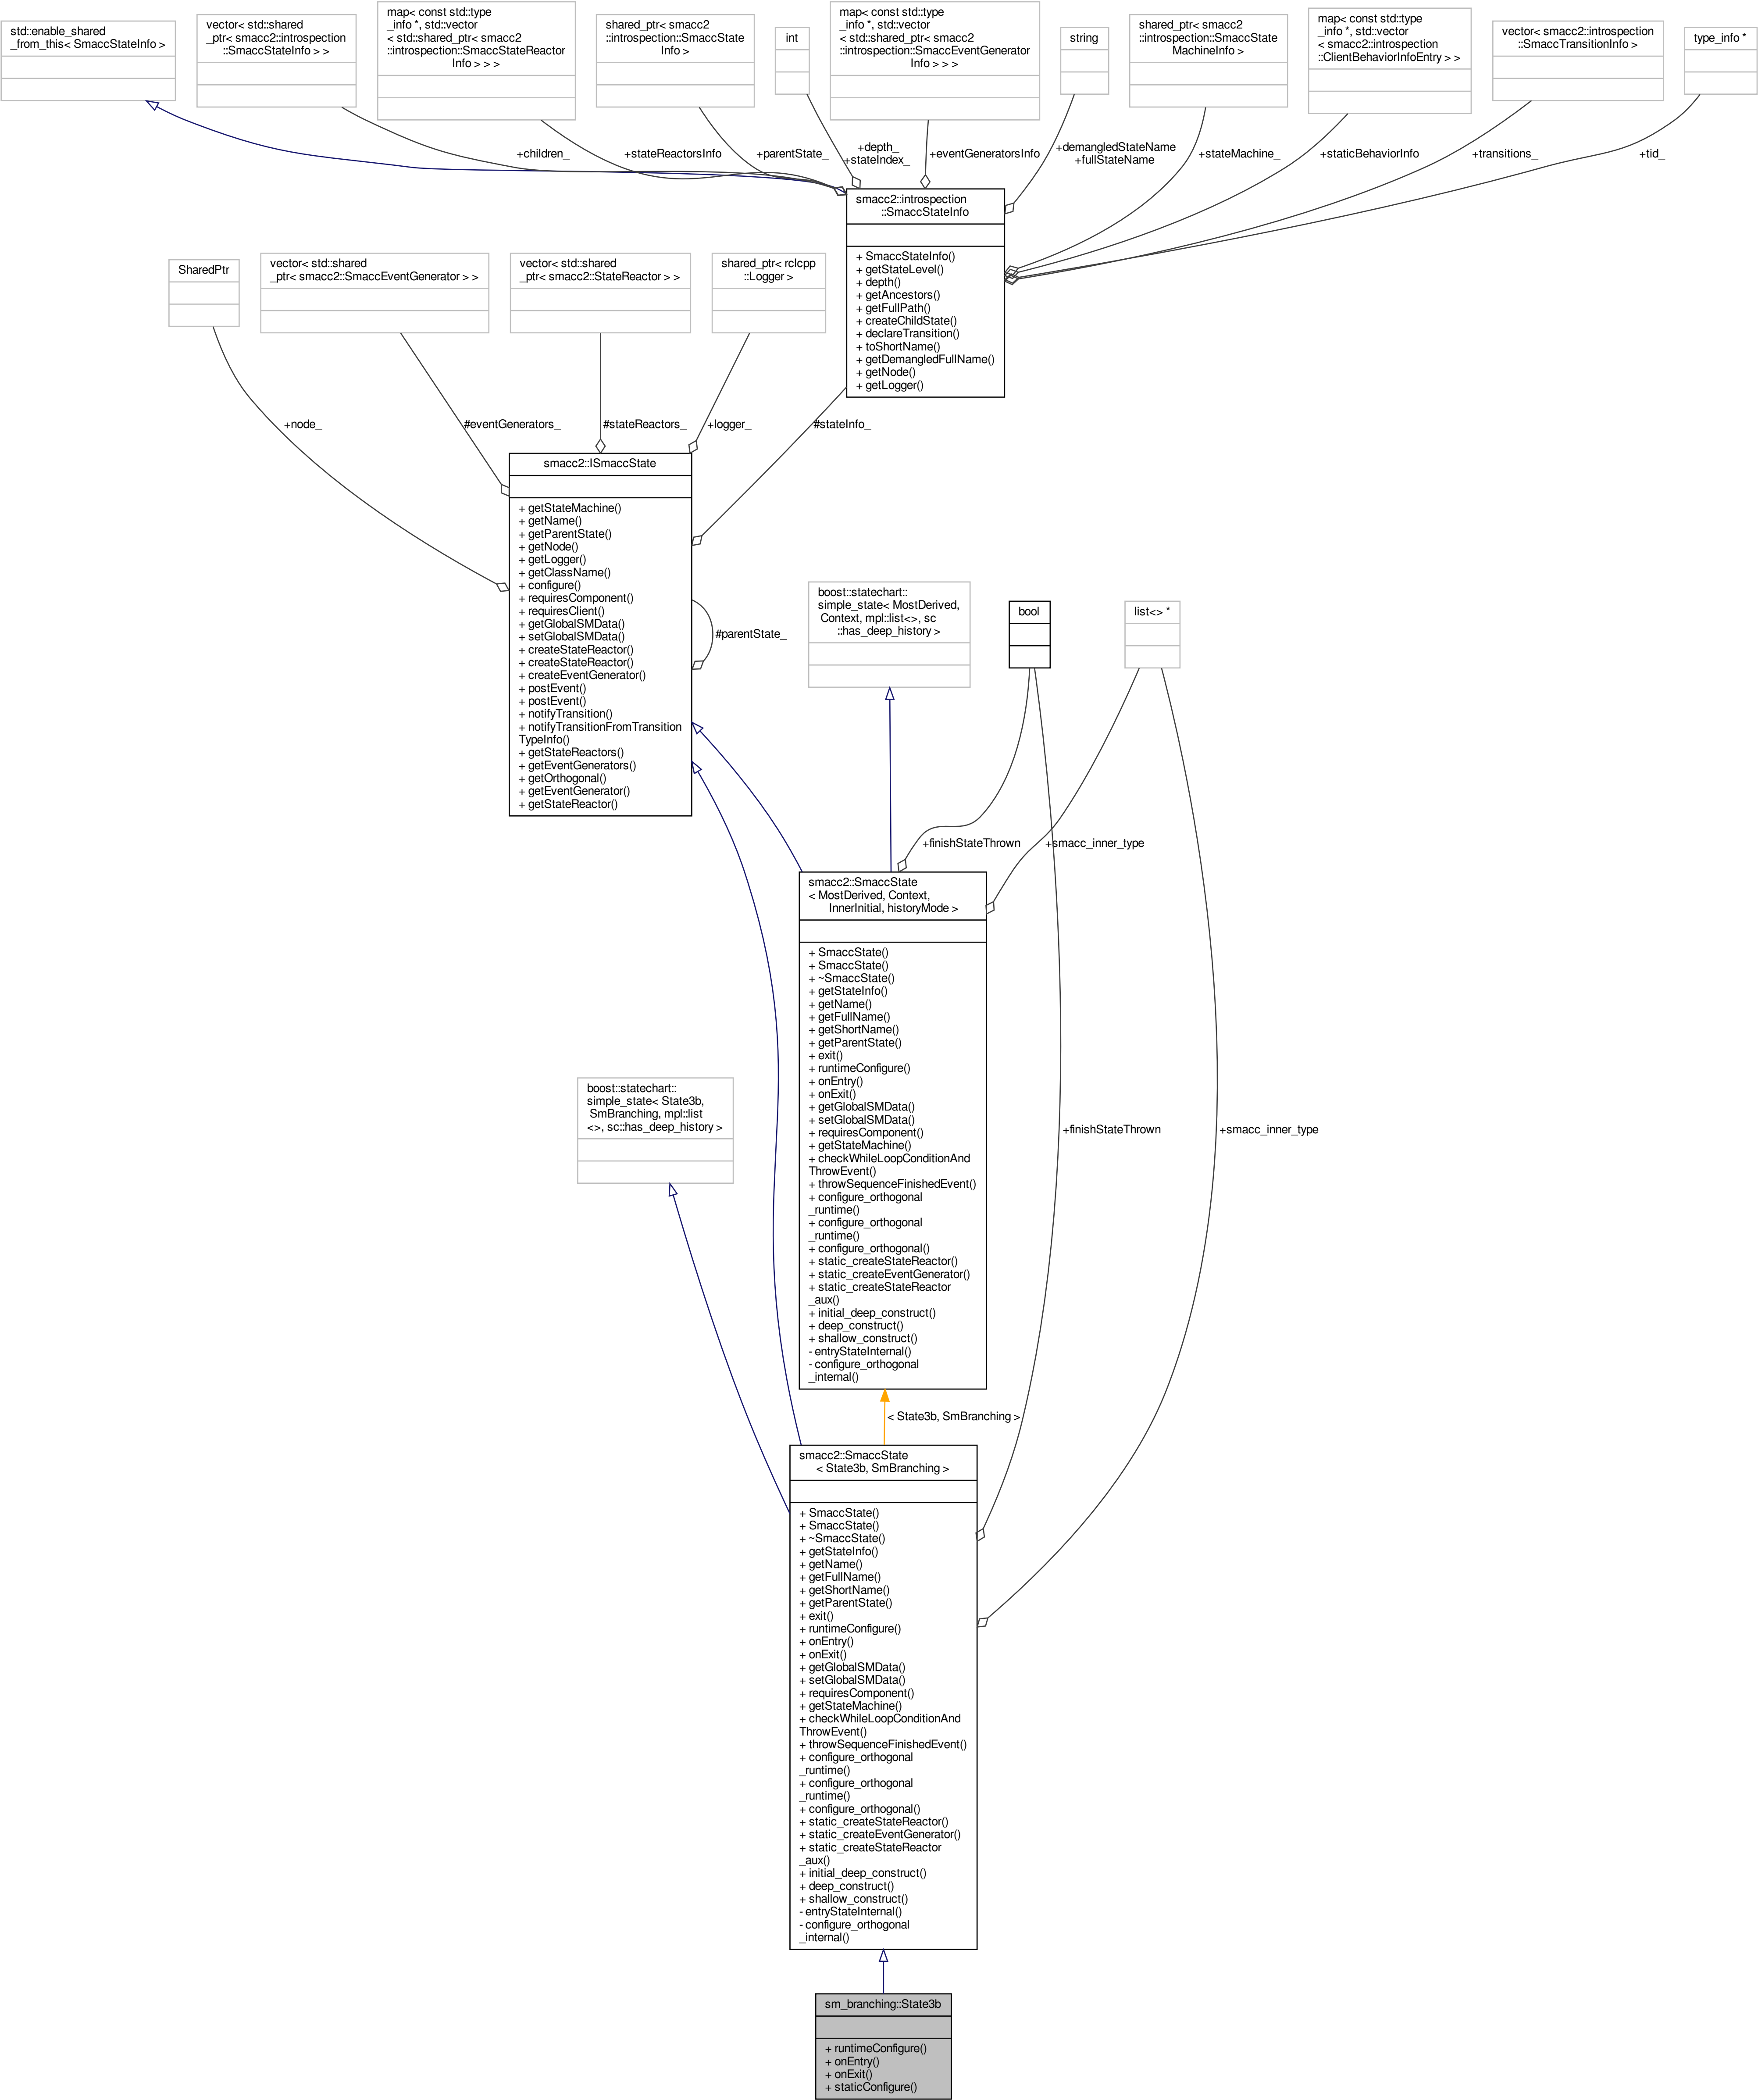 std::enable_shared
_from_this< SmaccStateInfo >
vector< std::shared
_ptr< smacc2::introspection
::SmaccStateInfo > >
map< const std::type
_info *, std::vector
< std::shared_ptr< smacc2
::introspection::SmaccStateReactor
Info > > >
shared_ptr< smacc2
::introspection::SmaccState
Info >
int
map< const std::type
_info *, std::vector
< std::shared_ptr< smacc2
::introspection::SmaccEventGenerator
Info > > >
string
shared_ptr< smacc2
::introspection::SmaccState
MachineInfo >
map< const std::type
_info *, std::vector
< smacc2::introspection
::ClientBehaviorInfoEntry > >
vector< smacc2::introspection
::SmaccTransitionInfo >
type_info *
+children_
+stateReactorsInfo
+parentState_
+depth_
+stateIndex_
+eventGeneratorsInfo
+demangledStateName
+fullStateName
+stateMachine_
+staticBehaviorInfo
+transitions_
+tid_
smacc2::introspection
::SmaccStateInfo
+ SmaccStateInfo()
+ getStateLevel()
+ depth()
+ getAncestors()
+ getFullPath()
+ createChildState()
+ declareTransition()
+ toShortName()
+ getDemangledFullName()
+ getNode()
+ getLogger()
SharedPtr
vector< std::shared
_ptr< smacc2::SmaccEventGenerator > >
vector< std::shared
_ptr< smacc2::StateReactor > >
shared_ptr< rclcpp
::Logger >
+node_
#eventGenerators_
#stateReactors_
+logger_
#stateInfo_
smacc2::ISmaccState
+ getStateMachine()
+ getName()
+ getParentState()
+ getNode()
+ getLogger()
+ getClassName()
+ configure()
+ requiresComponent()
+ requiresClient()
+ getGlobalSMData()
+ setGlobalSMData()
+ createStateReactor()
+ createStateReactor()
+ createEventGenerator()
+ postEvent()
+ postEvent()
+ notifyTransition()
+ notifyTransitionFromTransition
TypeInfo()
+ getStateReactors()
+ getEventGenerators()
+ getOrthogonal()
+ getEventGenerator()
+ getStateReactor()
#parentState_
boost::statechart::
simple_state< MostDerived,
Context, mpl::list<>, sc
::has_deep_history >
bool
list<> *
+finishStateThrown
+smacc_inner_type
smacc2::SmaccState
< MostDerived, Context,
InnerInitial, historyMode >
+ SmaccState()
+ SmaccState()
+ ~SmaccState()
+ getStateInfo()
+ getName()
+ getFullName()
+ getShortName()
+ getParentState()
+ exit()
+ runtimeConfigure()
+ onEntry()
+ onExit()
+ getGlobalSMData()
+ setGlobalSMData()
+ requiresComponent()
+ getStateMachine()
+ checkWhileLoopConditionAnd
ThrowEvent()
+ throwSequenceFinishedEvent()
+ configure_orthogonal
_runtime()
+ configure_orthogonal
_runtime()
+ configure_orthogonal()
+ static_createStateReactor()
+ static_createEventGenerator()
+ static_createStateReactor
_aux()
+ initial_deep_construct()
+ deep_construct()
+ shallow_construct()
- entryStateInternal()
- configure_orthogonal
_internal()
boost::statechart::
simple_state< State3b,
SmBranching, mpl::list
<>, sc::has_deep_history >
+finishStateThrown
+smacc_inner_type
< State3b, SmBranching >
smacc2::SmaccState
< State3b, SmBranching >
+ SmaccState()
+ SmaccState()
+ ~SmaccState()
+ getStateInfo()
+ getName()
+ getFullName()
+ getShortName()
+ getParentState()
+ exit()
+ runtimeConfigure()
+ onEntry()
+ onExit()
+ getGlobalSMData()
+ setGlobalSMData()
+ requiresComponent()
+ getStateMachine()
+ checkWhileLoopConditionAnd
ThrowEvent()
+ throwSequenceFinishedEvent()
+ configure_orthogonal
_runtime()
+ configure_orthogonal
_runtime()
+ configure_orthogonal()
+ static_createStateReactor()
+ static_createEventGenerator()
+ static_createStateReactor
_aux()
+ initial_deep_construct()
+ deep_construct()
+ shallow_construct()
- entryStateInternal()
- configure_orthogonal
_internal()
sm_branching::State3b
+ runtimeConfigure()
+ onEntry()
+ onExit()
+ staticConfigure()